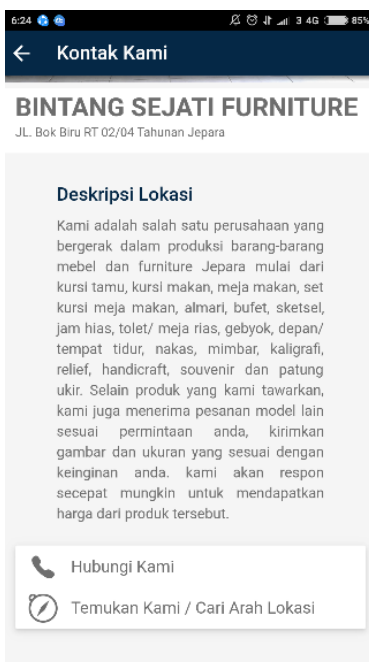 6:24 3 4G 85%
Kontak Kami
BINTANG SEJATI FURNITURE
JL. Bok Biru RT 02/04 Tahunan Jepara
Deskripsi Lokasi
Kami adalah salah satu perusahaan yang
bergerak dalam produksi barang-barang
mebel dan furniture Jepara mulai dari
kursi tamu, kursi makan, meja makan, set
kursi meja makan, almari, bufet, sketsel,
jam hias, tolet/ meja rias, gebyok, depan/
tempat tidur, nakas, mimbar, kaligrafi,
relief, handicraft, souvenir dan patung
ukir. Selain produk yang kami tawarkan,
kami juga menerima pesanan model lain
sesuai permintaan anda, kirimkan
gambar dan ukuran yang sesuai dengan
keinginan anda. kami akan respon
secepat mungkin untuk mendapatkan
harga dari produk tersebut.
Hubungi Kami
Temukan Kami / Cari Arah Lokasi